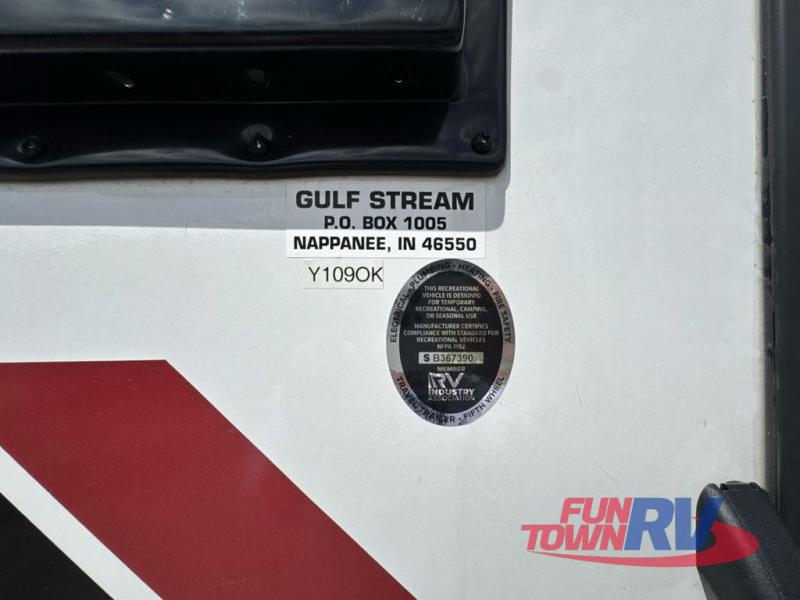 GULF STREAM
P.O. BOX 1005
NAPPANEE, IN 46550
Y109OK
ELECTRICAL - PLUMBING - HEATING - FIRE SAFETY
THIS RECREATIONAL
VEHICLE IS DESIGNED
FOR TEMPORARY
RECREATIONAL, CAMPING,
OR SEASONAL USE
MANUFACTURER CERTIFIES
COMPLIANCE WITH STANDARD FOR
RECREATIONAL VEHICLES
NFPA 1192
S B367390
MEMBER
RV
INDUSTRY
ASSOCIATION
TRAVEL TRAILER - FIFTH WHEEL
FUN
TOWN RV